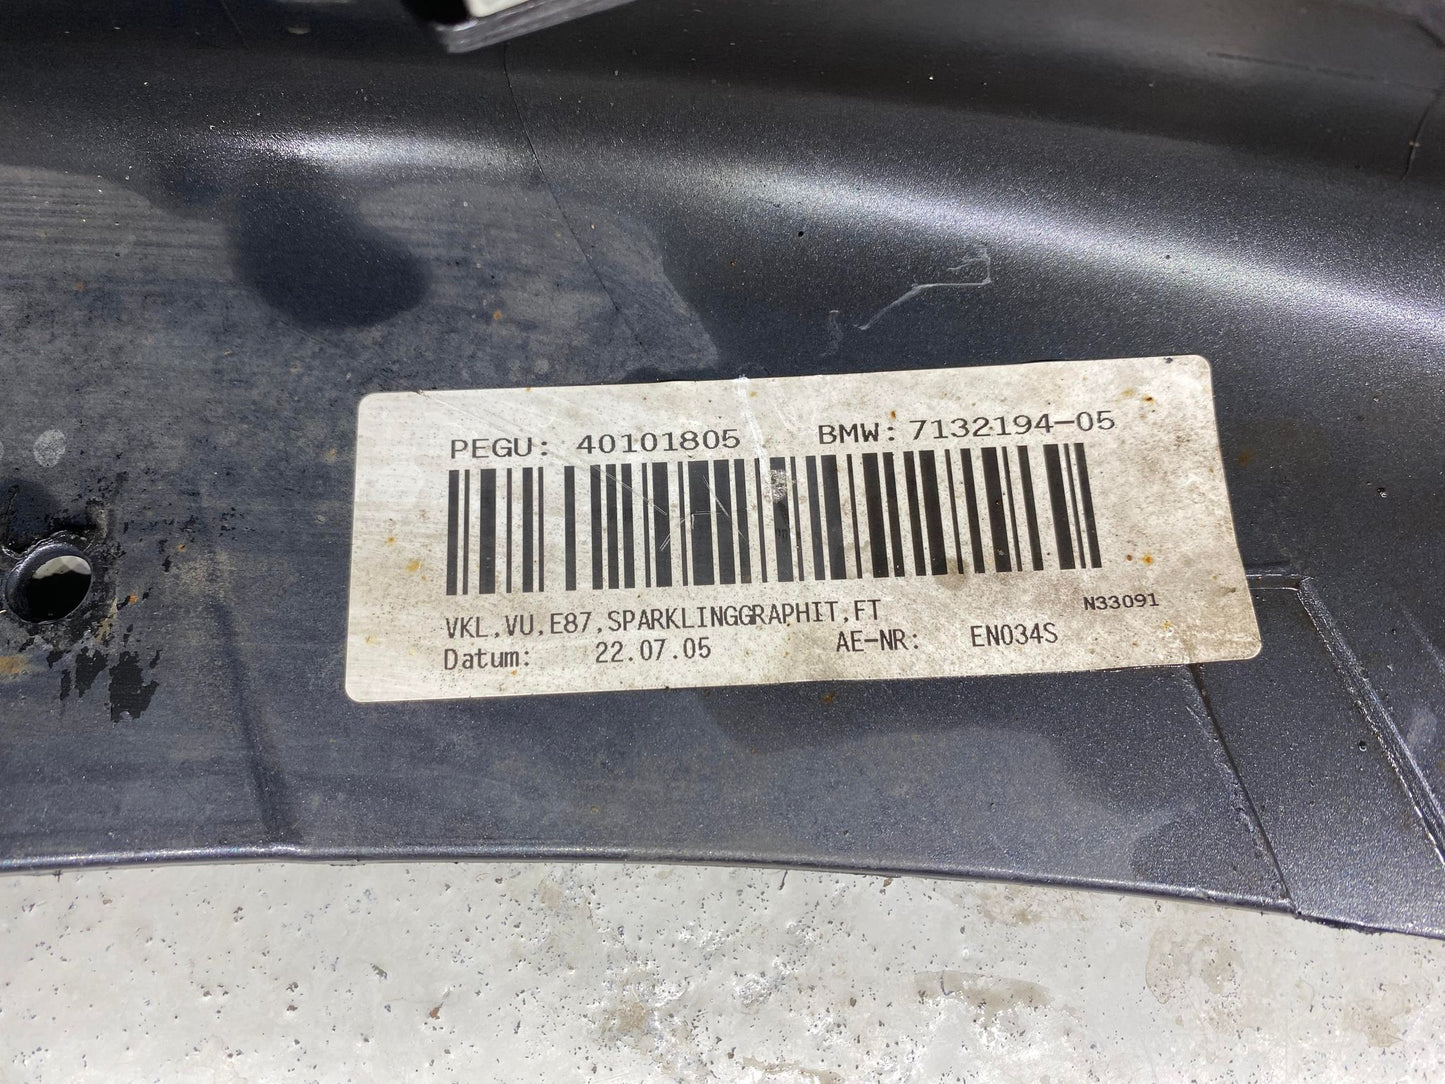 PEGU: 40101805 BMW: 7132194-05
VKL,VU,E87,SPARKLINGGRAPHIT,FT N33091
Datum: 22.07.05 AE-NR: EN034S